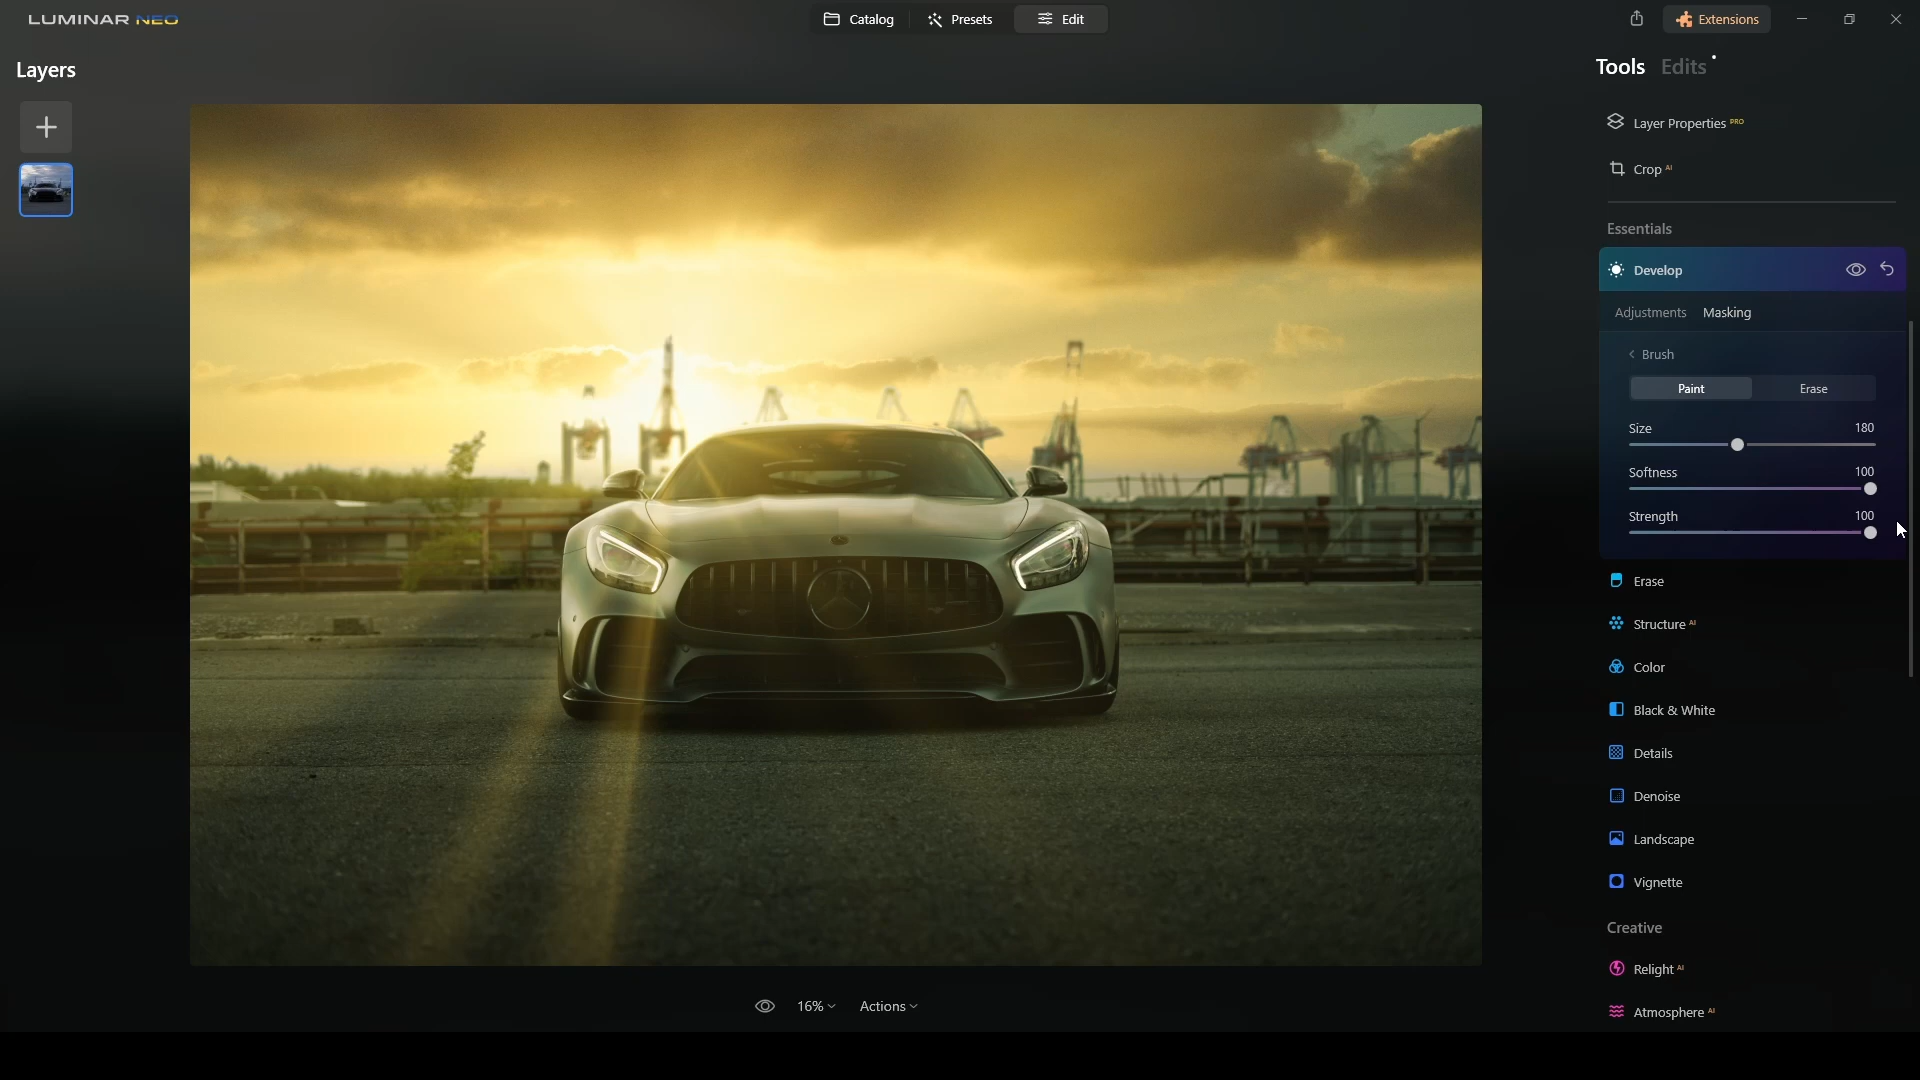 LUMINAR NEO
Catalog
Presets
Edit
Extensions
Layers
Tools
Edits
Layer Properties PRO
Crop AI
Essentials
Develop
Adjustments
Masking
Brush
Paint
Erase
Size
180
Softness
100
Strength
100
Erase
Structure AI
Color
Black & White
Details
Denoise
Landscape
Vignette
Creative
Relight AI
Atmosphere AI
16%
Actions